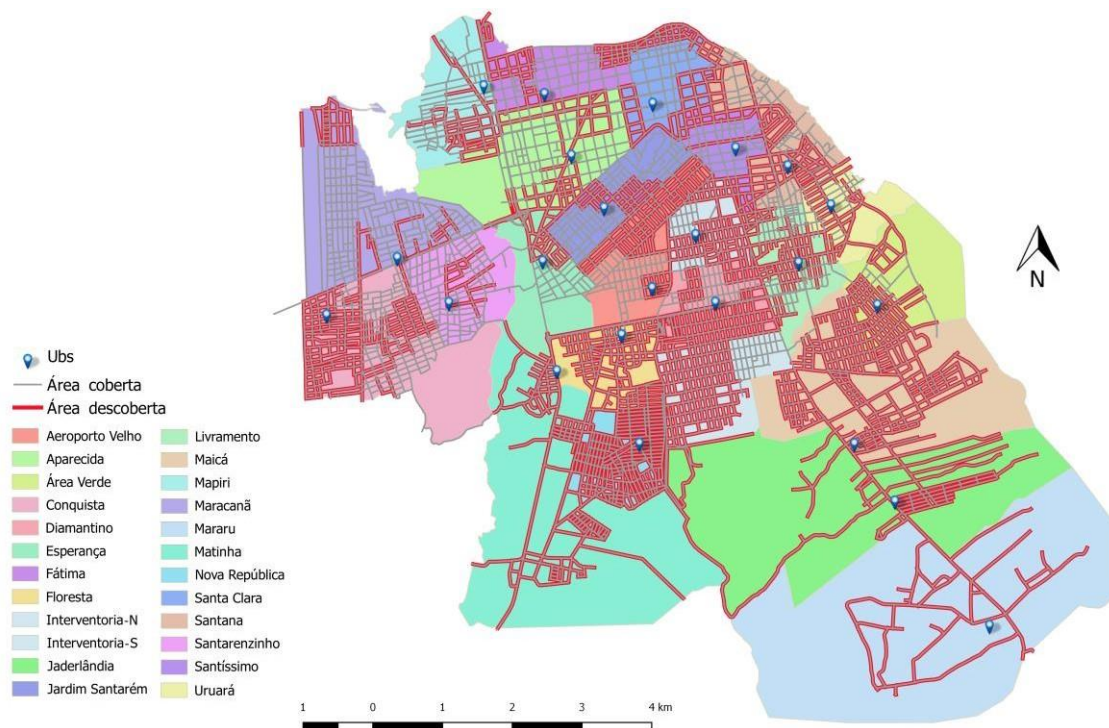 N
Ubs
Área coberta
Área descoberta
Aeroporto Velho
Aparecida
Área Verde
Conquista
Diamantino
Esperança
Fátima
Floresta
Interventoria-N
Interventoria-S
Jaderlândia
Jardim Santarém
Livramento
Maicá
Mapiri
Maracanã
Mararu
Matinha
Nova República
Santa Clara
Santana
Santarenzinho
Santíssimo
Uruará
1 0 1 2 3 4 km